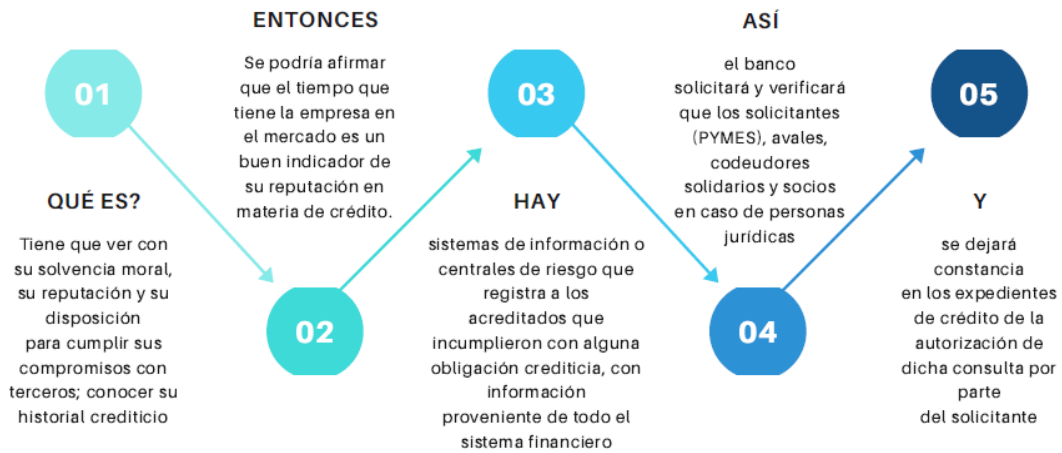 01
QUÉ ES?
Tiene que ver con
su solvencia moral,
su reputación y su
disposición
para cumplir sus
compromisos con
terceros; conocer su
historial crediticio
ENTONCES
Se podría afirmar
que el tiempo que
tiene la empresa en
el mercado es un
buen indicador de
su reputación en
materia de crédito.
02
03
HAY
sistemas de información o
centrales de riesgo que
registra a los
acreditados que
incumplieron con alguna
obligación crediticia, con
información
proveniente de todo el
sistema financiero
ASÍ
el banco
solicitará y verificará
que los solicitantes
(PYMES), avales,
codeudores
solidarios y socios
en caso de personas
jurídicas
04
05
Y
se dejará
constancia
en los expedientes
de crédito de la
autorización de
dicha consulta por
parte
del solicitante